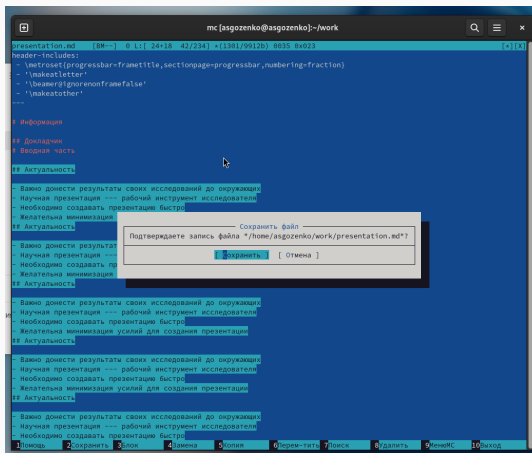 mc [asgozenko@asgozenko]:~/work
presentation.md [BM--] 0 L:[ 24+18 42/234] *(1301/9912b) 0035 0x023 [*][X]
header-includes:
- \metroset{progressbar=frametitle,sectionpage=progressbar,numbering=fraction}
- '\makeatletter'
- '\beamer@ignorenonframefalse'
- '\makeatother'
---
# Информация
## Докладчик
# Вводная часть
## Актуальность
- Важно донести результаты своих исследований до окружающих
- Научная презентация --- рабочий инструмент исследователя
- Необходимо создавать презентацию быстро
- Желательна минимизация
## Актуальность
- Важно донести результат
- Научная презентация ---
- Необходимо создавать пр
- Желательна минимизация
## Актуальность
Сохранить файл
Подтверждаете запись файла "/home/asgozenko/work/presentation.md"?
[ Сохранить ] [ Отмена ]
- Важно донести результаты своих исследований до окружающих
- Научная презентация --- рабочий инструмент исследователя
- Необходимо создавать презентацию быстро
- Желательна минимизация усилий для создания презентации
## Актуальность
- Важно донести результаты своих исследований до окружающих
- Научная презентация --- рабочий инструмент исследователя
- Необходимо создавать презентацию быстро
- Желательна минимизация усилий для создания презентации
## Актуальность
- Важно донести результаты своих исследований до окружающих
- Научная презентация --- рабочий инструмент исследователя
- Необходимо создавать презентацию быстро
1Помощь 2Сохранить 3Блок 4Замена 5Копия 6Перем~тить 7Поиск 8Удалить 9МенюMC 10Выход